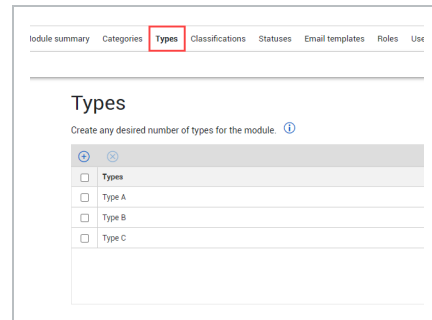 Module summary Categories Types Classifications Statuses Email templates Roles Use
Types
Create any desired number of types for the module.
Types
Type A
Type B
Type C